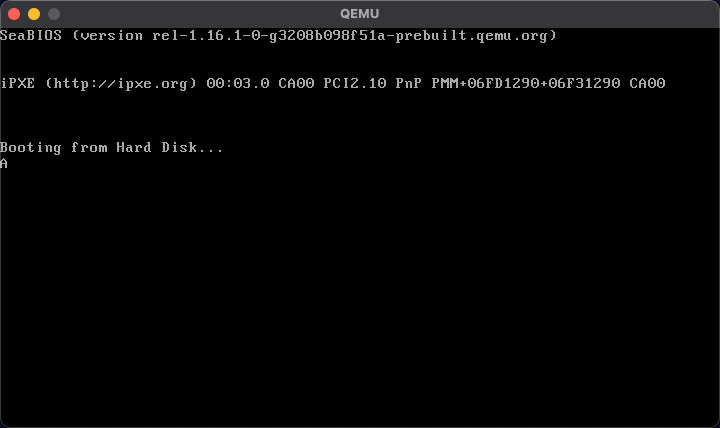 QEMU
SeaBIOS (version rel-1.16.1-0-g3208b098f51a-prebuilt.qemu.org)
iPXE (http://ipxe.org) 00:03.0 CA00 PCI2.10 PnP PMM+06FD1290+06F31290 CA00
Booting from Hard Disk...
A